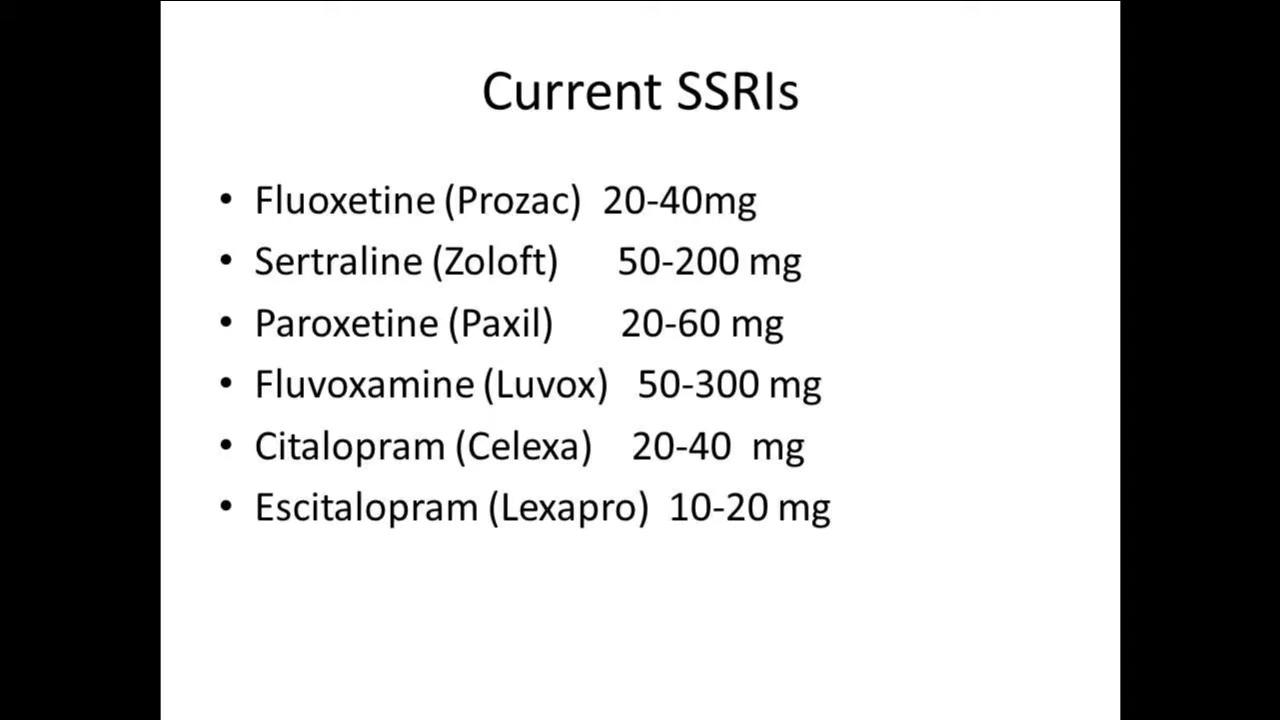 Current SSRIs
• Fluoxetine (Prozac)  20-40mg
• Sertraline (Zoloft)      50-200 mg
• Paroxetine (Paxil)       20-60 mg
• Fluvoxamine (Luvox)   50-300 mg
• Citalopram (Celexa)    20-40  mg
• Escitalopram (Lexapro)  10-20 mg